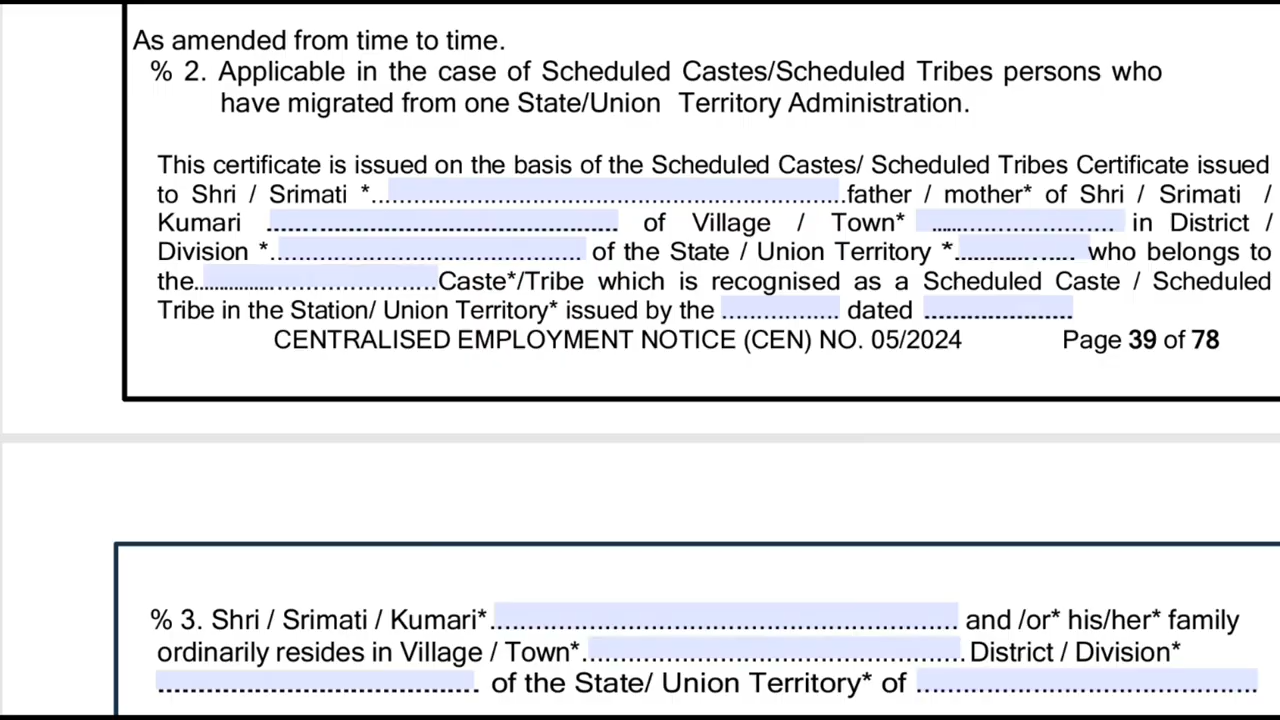 As amended from time to time.
% 2. Applicable in the case of Scheduled Castes/Scheduled Tribes persons who
have migrated from one State/Union Territory Administration.
This certificate is issued on the basis of the Scheduled Castes/ Scheduled Tribes Certificate issued
to Shri / Srimati *..........................................................father / mother* of Shri / Srimati /
Kumari .................................................. of Village / Town* ............................. in District /
Division *......................................... of the State / Union Territory *.................who belongs to
the....................................Caste*/Tribe which is recognised as a Scheduled Caste / Scheduled
Tribe in the Station/ Union Territory* issued by the ................ dated ......................
CENTRALISED EMPLOYMENT NOTICE (CEN) NO. 05/2024 Page 39 of 78
% 3. Shri / Srimati / Kumari*............................................................ and /or* his/her* family
ordinarily resides in Village / Town*.................................................District / Division*
.......................................... of the State/ Union Territory* of ............................................